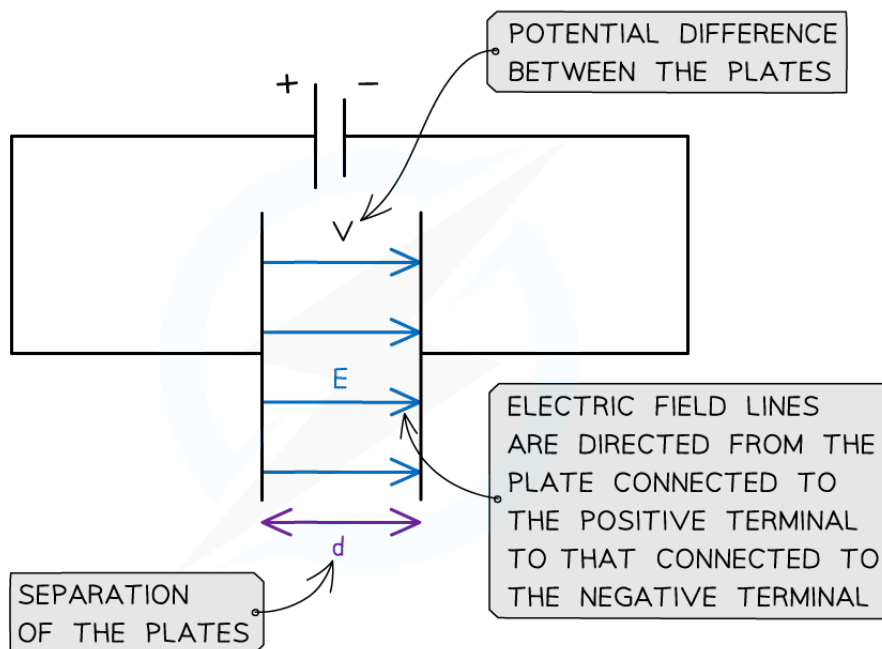 POTENTIAL DIFFERENCE
BETWEEN THE PLATES
+ -
V
E
ELECTRIC FIELD LINES
ARE DIRECTED FROM THE
PLATE CONNECTED TO
THE POSITIVE TERMINAL
TO THAT CONNECTED TO
THE NEGATIVE TERMINAL
d
SEPARATION
OF THE PLATES